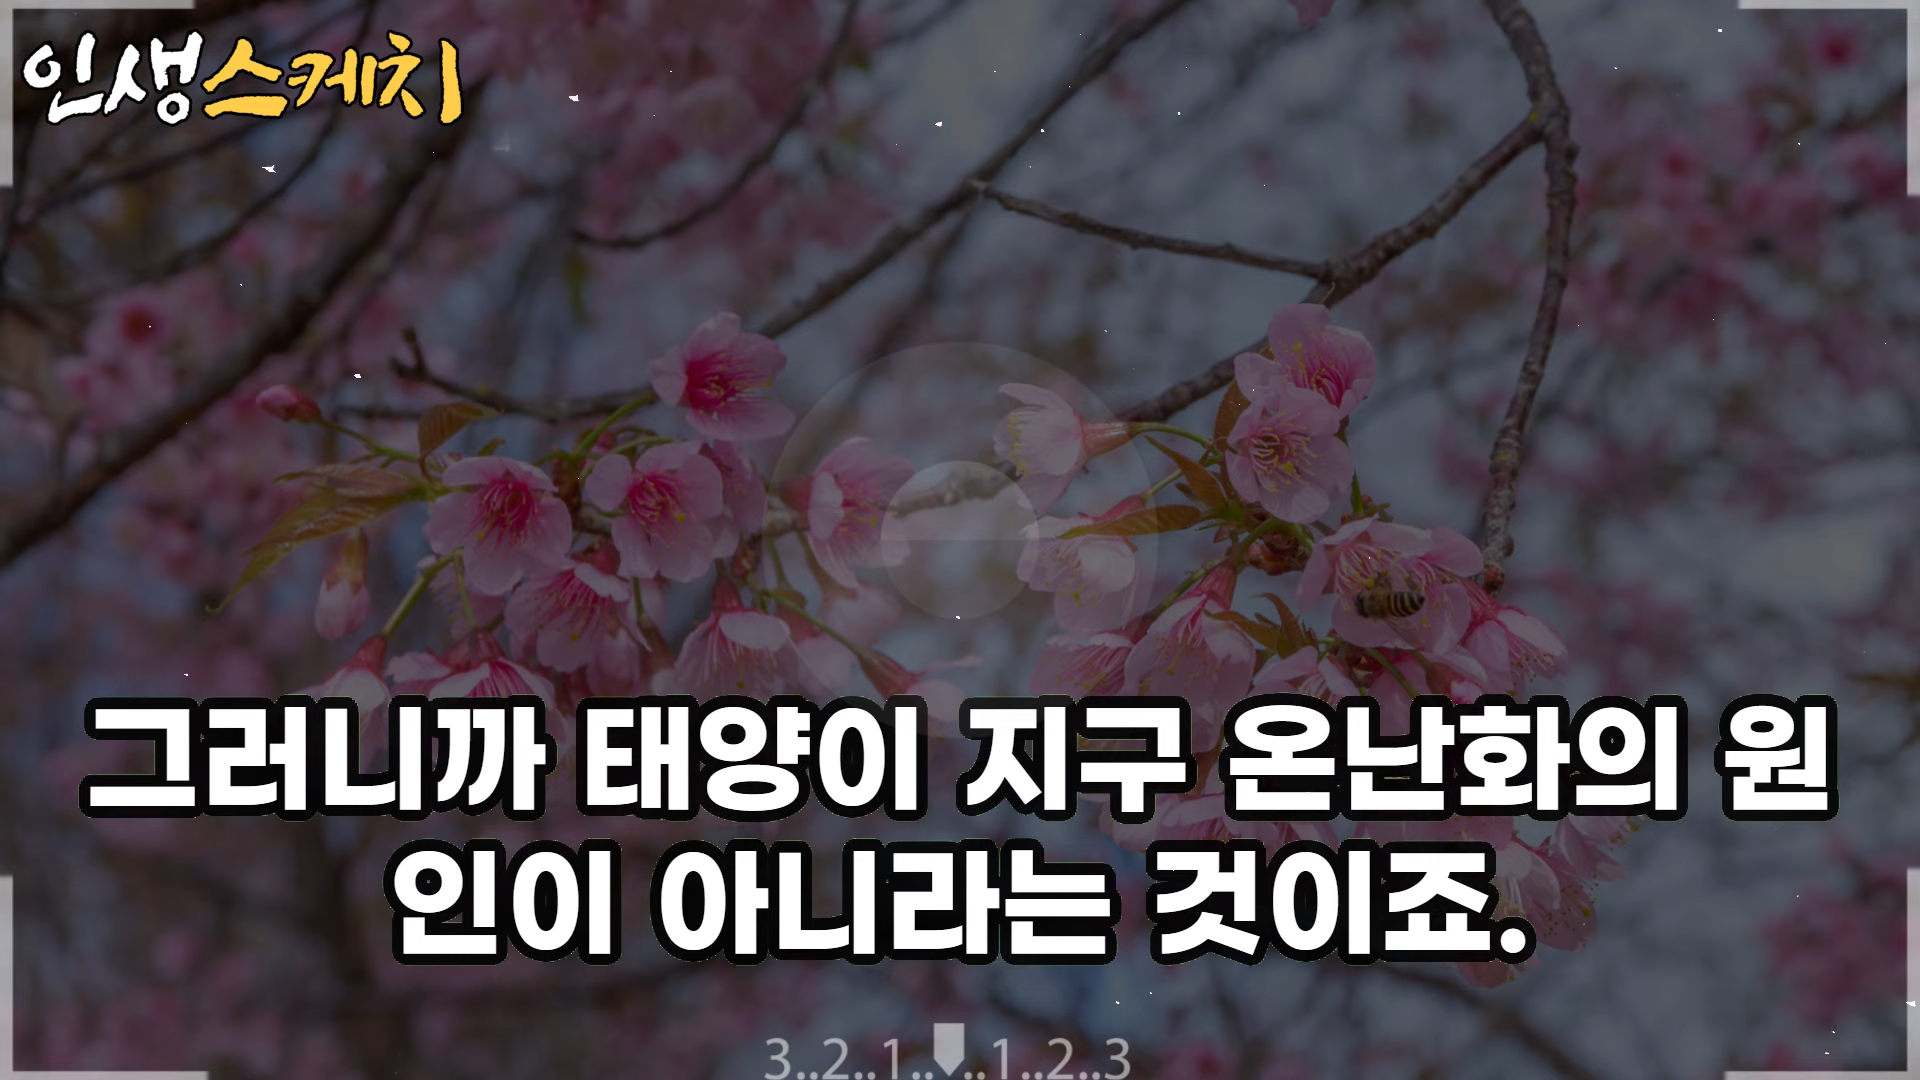 인생스케치
그러니까 태양이 지구 온난화의 원
인이 아니라는 것이죠.
3..2..1.. ..1..2..3